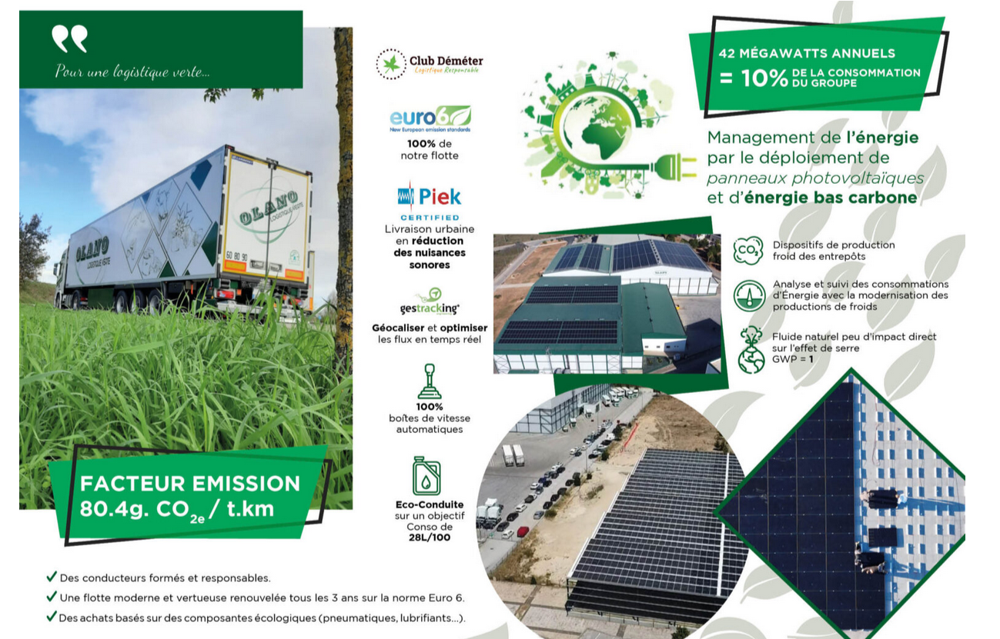 Pour une logistique verte...
OLANO
LOGISTIQUE VERTE
OLANO
LOGISTIQUE VERTE
60 80 90
FACTEUR EMISSION
80.4g. CO2e / t.km
Des conducteurs formés et responsables.
Une flotte moderne et vertueuse renouvelée tous les 3 ans sur la norme Euro 6.
Des achats basés sur des composantes écologiques (pneumatiques, lubrifiants...).
Club Déméter
Logistique Responsable
euro6
New European emission standards
100% de
notre flotte
Piek
CERTIFIED
Livraison urbaine
en réduction
des nuisances
sonores
gestracking*
Géocaliser et optimiser
les flux en temps réel
100%
boîtes de vitesse
automatiques
Eco-Conduite
sur un objectif
Conso de
28L/100
42 MÉGAWATTS ANNUELS
= 10% DE LA CONSOMMATION
DU GROUPE
Management de l'énergie
par le déploiement de
panneaux photovoltaïques
et d'énergie bas carbone
CO2
Dispositifs de production
froid des entrepôts
Analyse et suivi des consommations
d'Énergie avec la modernisation des
productions de froids
Fluide naturel peu d'impact direct
sur l'effet de serre
GWP = 1